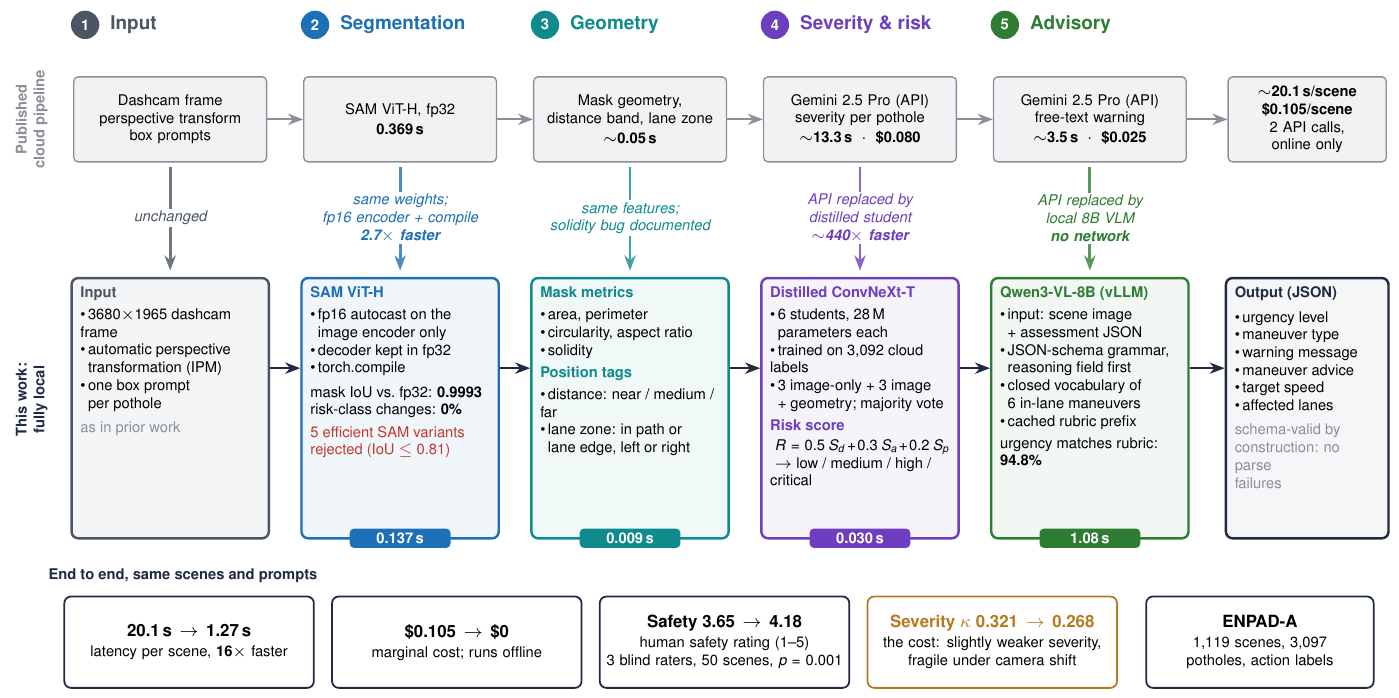 1 Input
2 Segmentation
3 Geometry
4 Severity & risk
5 Advisory
Published
cloud pipeline
Dashcam frame
perspective transform
box prompts
SAM ViT-H, fp32
0.369 s
Mask geometry,
distance band, lane zone
~0.05 s
Gemini 2.5 Pro (API)
severity per pothole
~13.3 s · $0.080
Gemini 2.5 Pro (API)
free-text warning
~3.5 s · $0.025
~20.1 s/scene
$0.105/scene
2 API calls,
online only
unchanged
same weights;
fp16 encoder + compile
2.7× faster
same features;
solidity bug documented
API replaced by
distilled student
~440× faster
API replaced by
local 8B VLM
no network
This work:
fully local
Input
• 3680×1965 dashcam
frame
• automatic perspective
transformation (IPM)
• one box prompt
per pothole
as in prior work
SAM ViT-H
• fp16 autocast on the
image encoder only
• decoder kept in fp32
• torch.compile
mask IoU vs. fp32: 0.9993
risk-class changes: 0%
5 efficient SAM variants
rejected (IoU ≤ 0.81)
0.137 s
Mask metrics
• area, perimeter
• circularity, aspect ratio
• solidity
Position tags
• distance: near / medium /
far
• lane zone: in path or
lane edge, left or right
0.009 s
Distilled ConvNeXt-T
• 6 students, 28 M
parameters each
• trained on 3,092 cloud
labels
• 3 image-only + 3 image
+ geometry; majority vote
Risk score
R = 0.5 S_d + 0.3 S_a + 0.2 S_p
→ low / medium / high /
critical
0.030 s
Qwen3-VL-8B (vLLM)
• input: scene image
+ assessment JSON
• JSON-schema grammar,
reasoning field first
• closed vocabulary of
6 in-lane maneuvers
• cached rubric prefix
urgency matches rubric:
94.8%
1.08 s
Output (JSON)
• urgency level
• maneuver type
• warning message
• maneuver advice
• target speed
• affected lanes
schema-valid by
construction: no
parse
failures
End to end, same scenes and prompts
20.1 s → 1.27 s
latency per scene, 16× faster
$0.105 → $0
marginal cost; runs offline
Safety 3.65 → 4.18
human safety rating (1–5)
3 blind raters, 50 scenes, p = 0.001
Severity κ 0.321 → 0.268
the cost: slightly weaker severity,
fragile under camera shift
ENPAD-A
1,119 scenes, 3,097
potholes, action labels